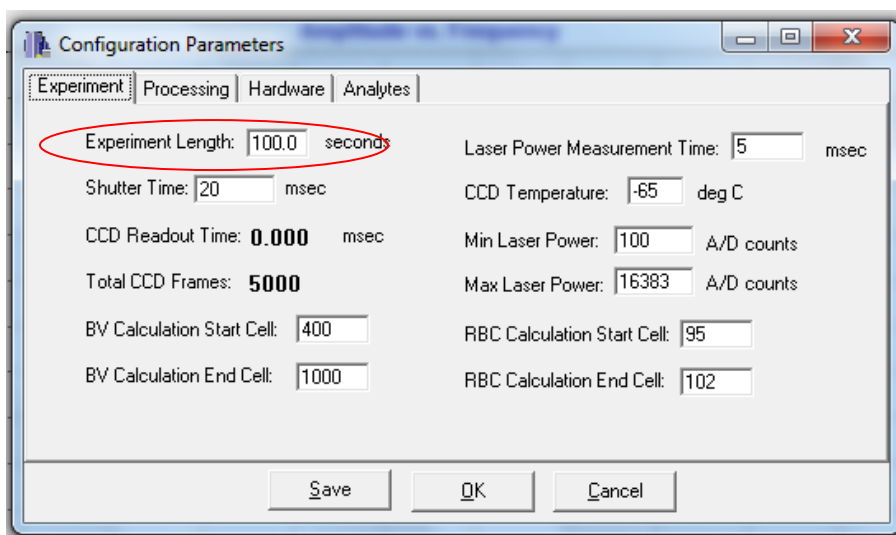 Amplitude vs. Frequency
Configuration Parameters
Experiment Processing Hardware Analytes
Experiment Length: 100.0 seconds
Laser Power Measurement Time: 5 msec
Shutter Time: 20 msec
CCD Temperature: -65 deg C
CCD Readout Time: 0.000 msec
Min Laser Power: 100 A/D counts
Total CCD Frames: 5000
Max Laser Power: 16383 A/D counts
BV Calculation Start Cell: 400
RBC Calculation Start Cell: 95
BV Calculation End Cell: 1000
RBC Calculation End Cell: 102
Save OK Cancel